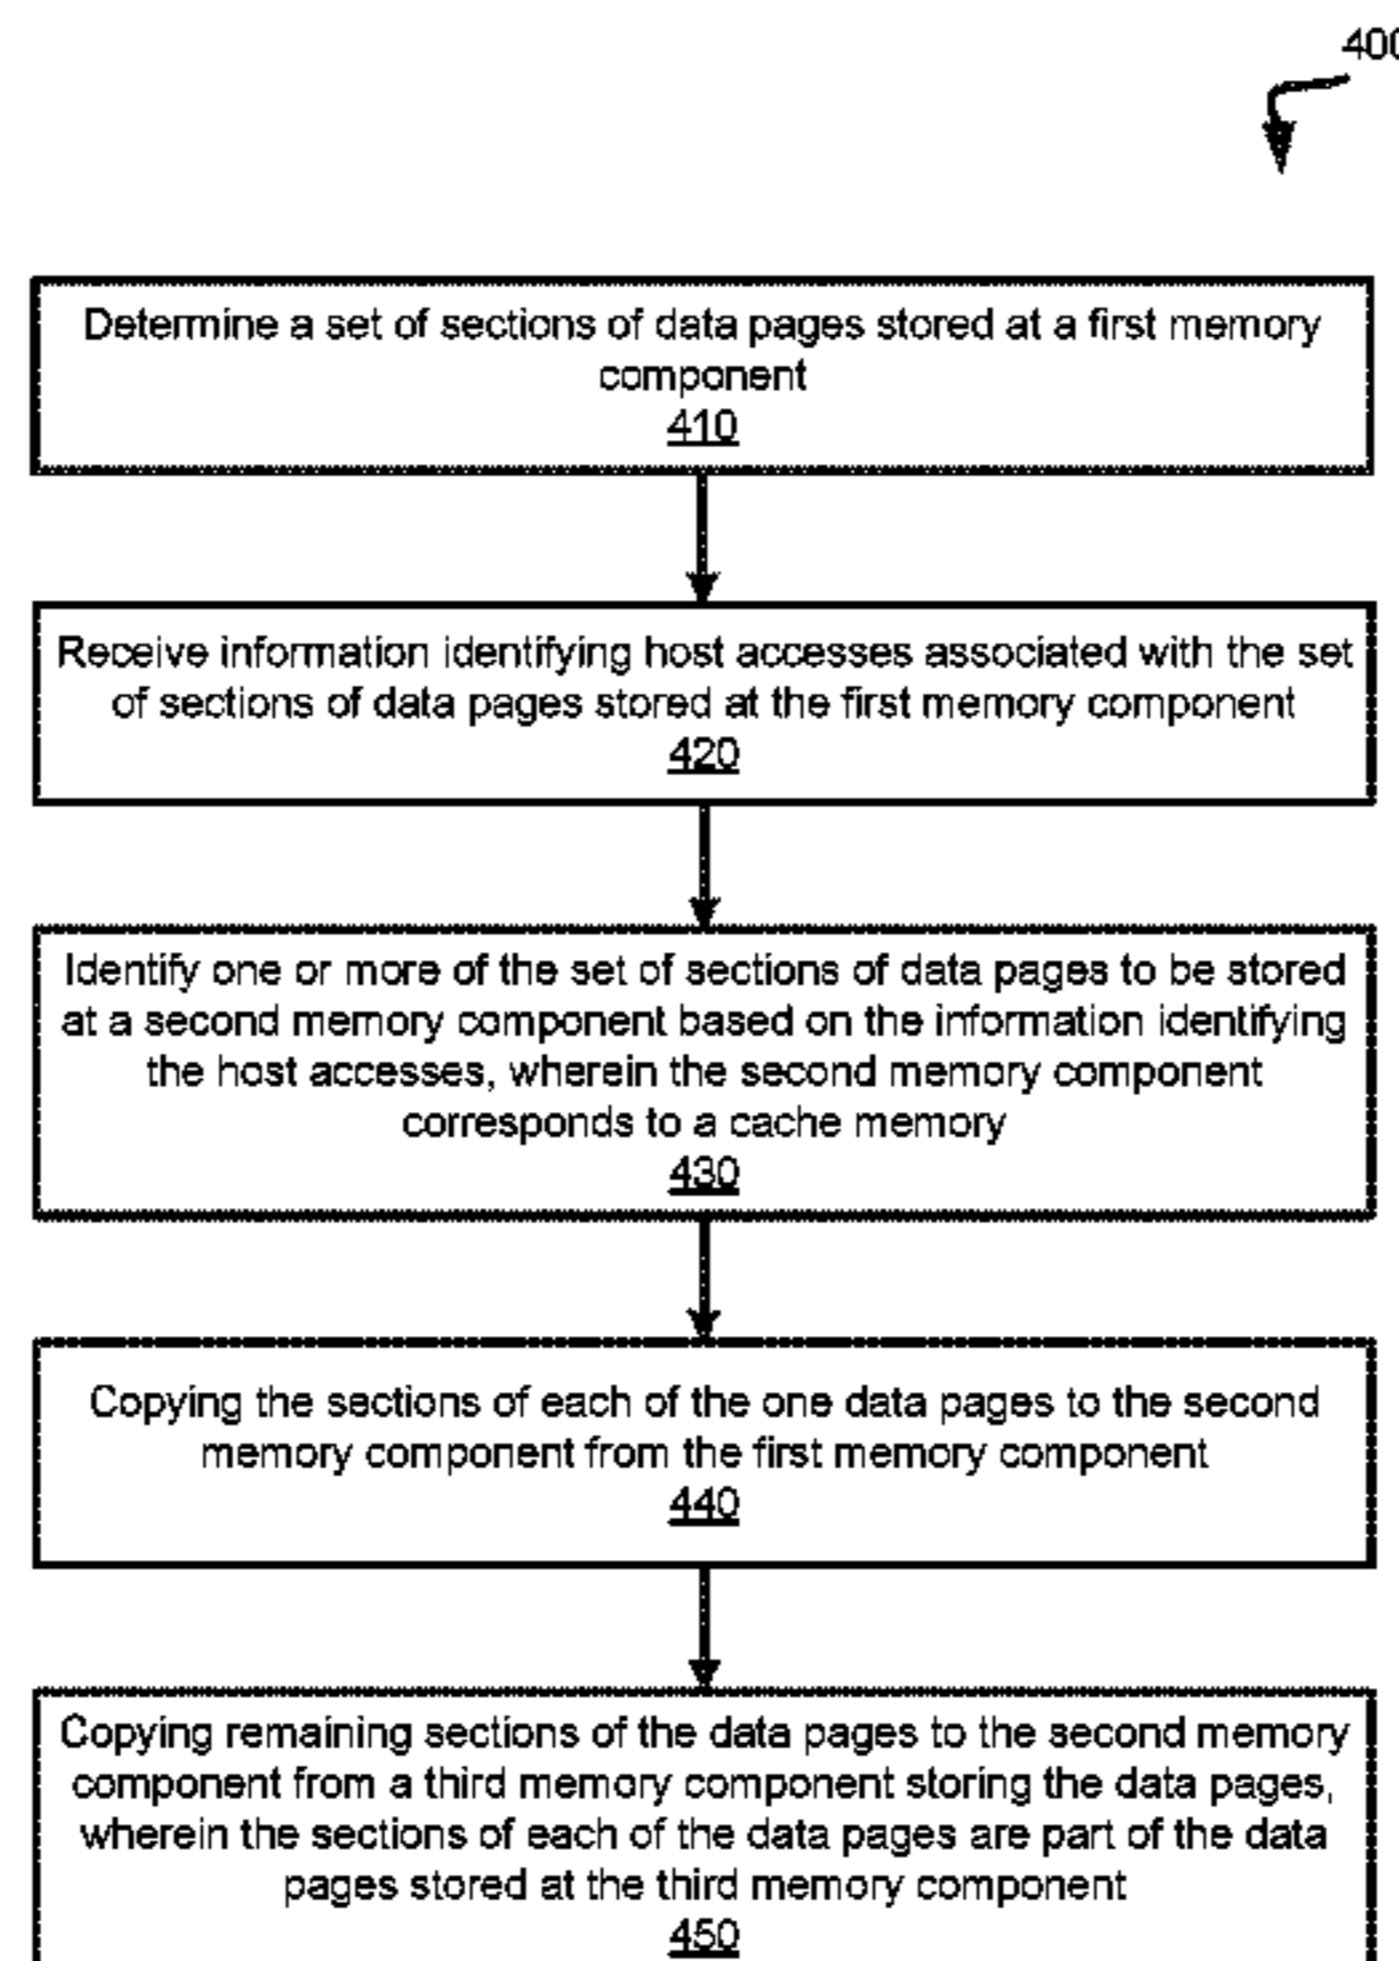 400
Determine a set of sections of data pages stored at a first memory
component
410
Receive information identifying host accesses associated with the set
of sections of data pages stored at the first memory component
420
Identify one or more of the set of sections of data pages to be stored
at a second memory component based on the information identifying
the host accesses, wherein the second memory component
corresponds to a cache memory
430
Copying the sections of each of the one data pages to the second
memory component from the first memory component
440
Copying remaining sections of the data pages to the second memory
component from a third memory component storing the data pages,
wherein the sections of each of the data pages are part of the data
pages stored at the third memory component
450